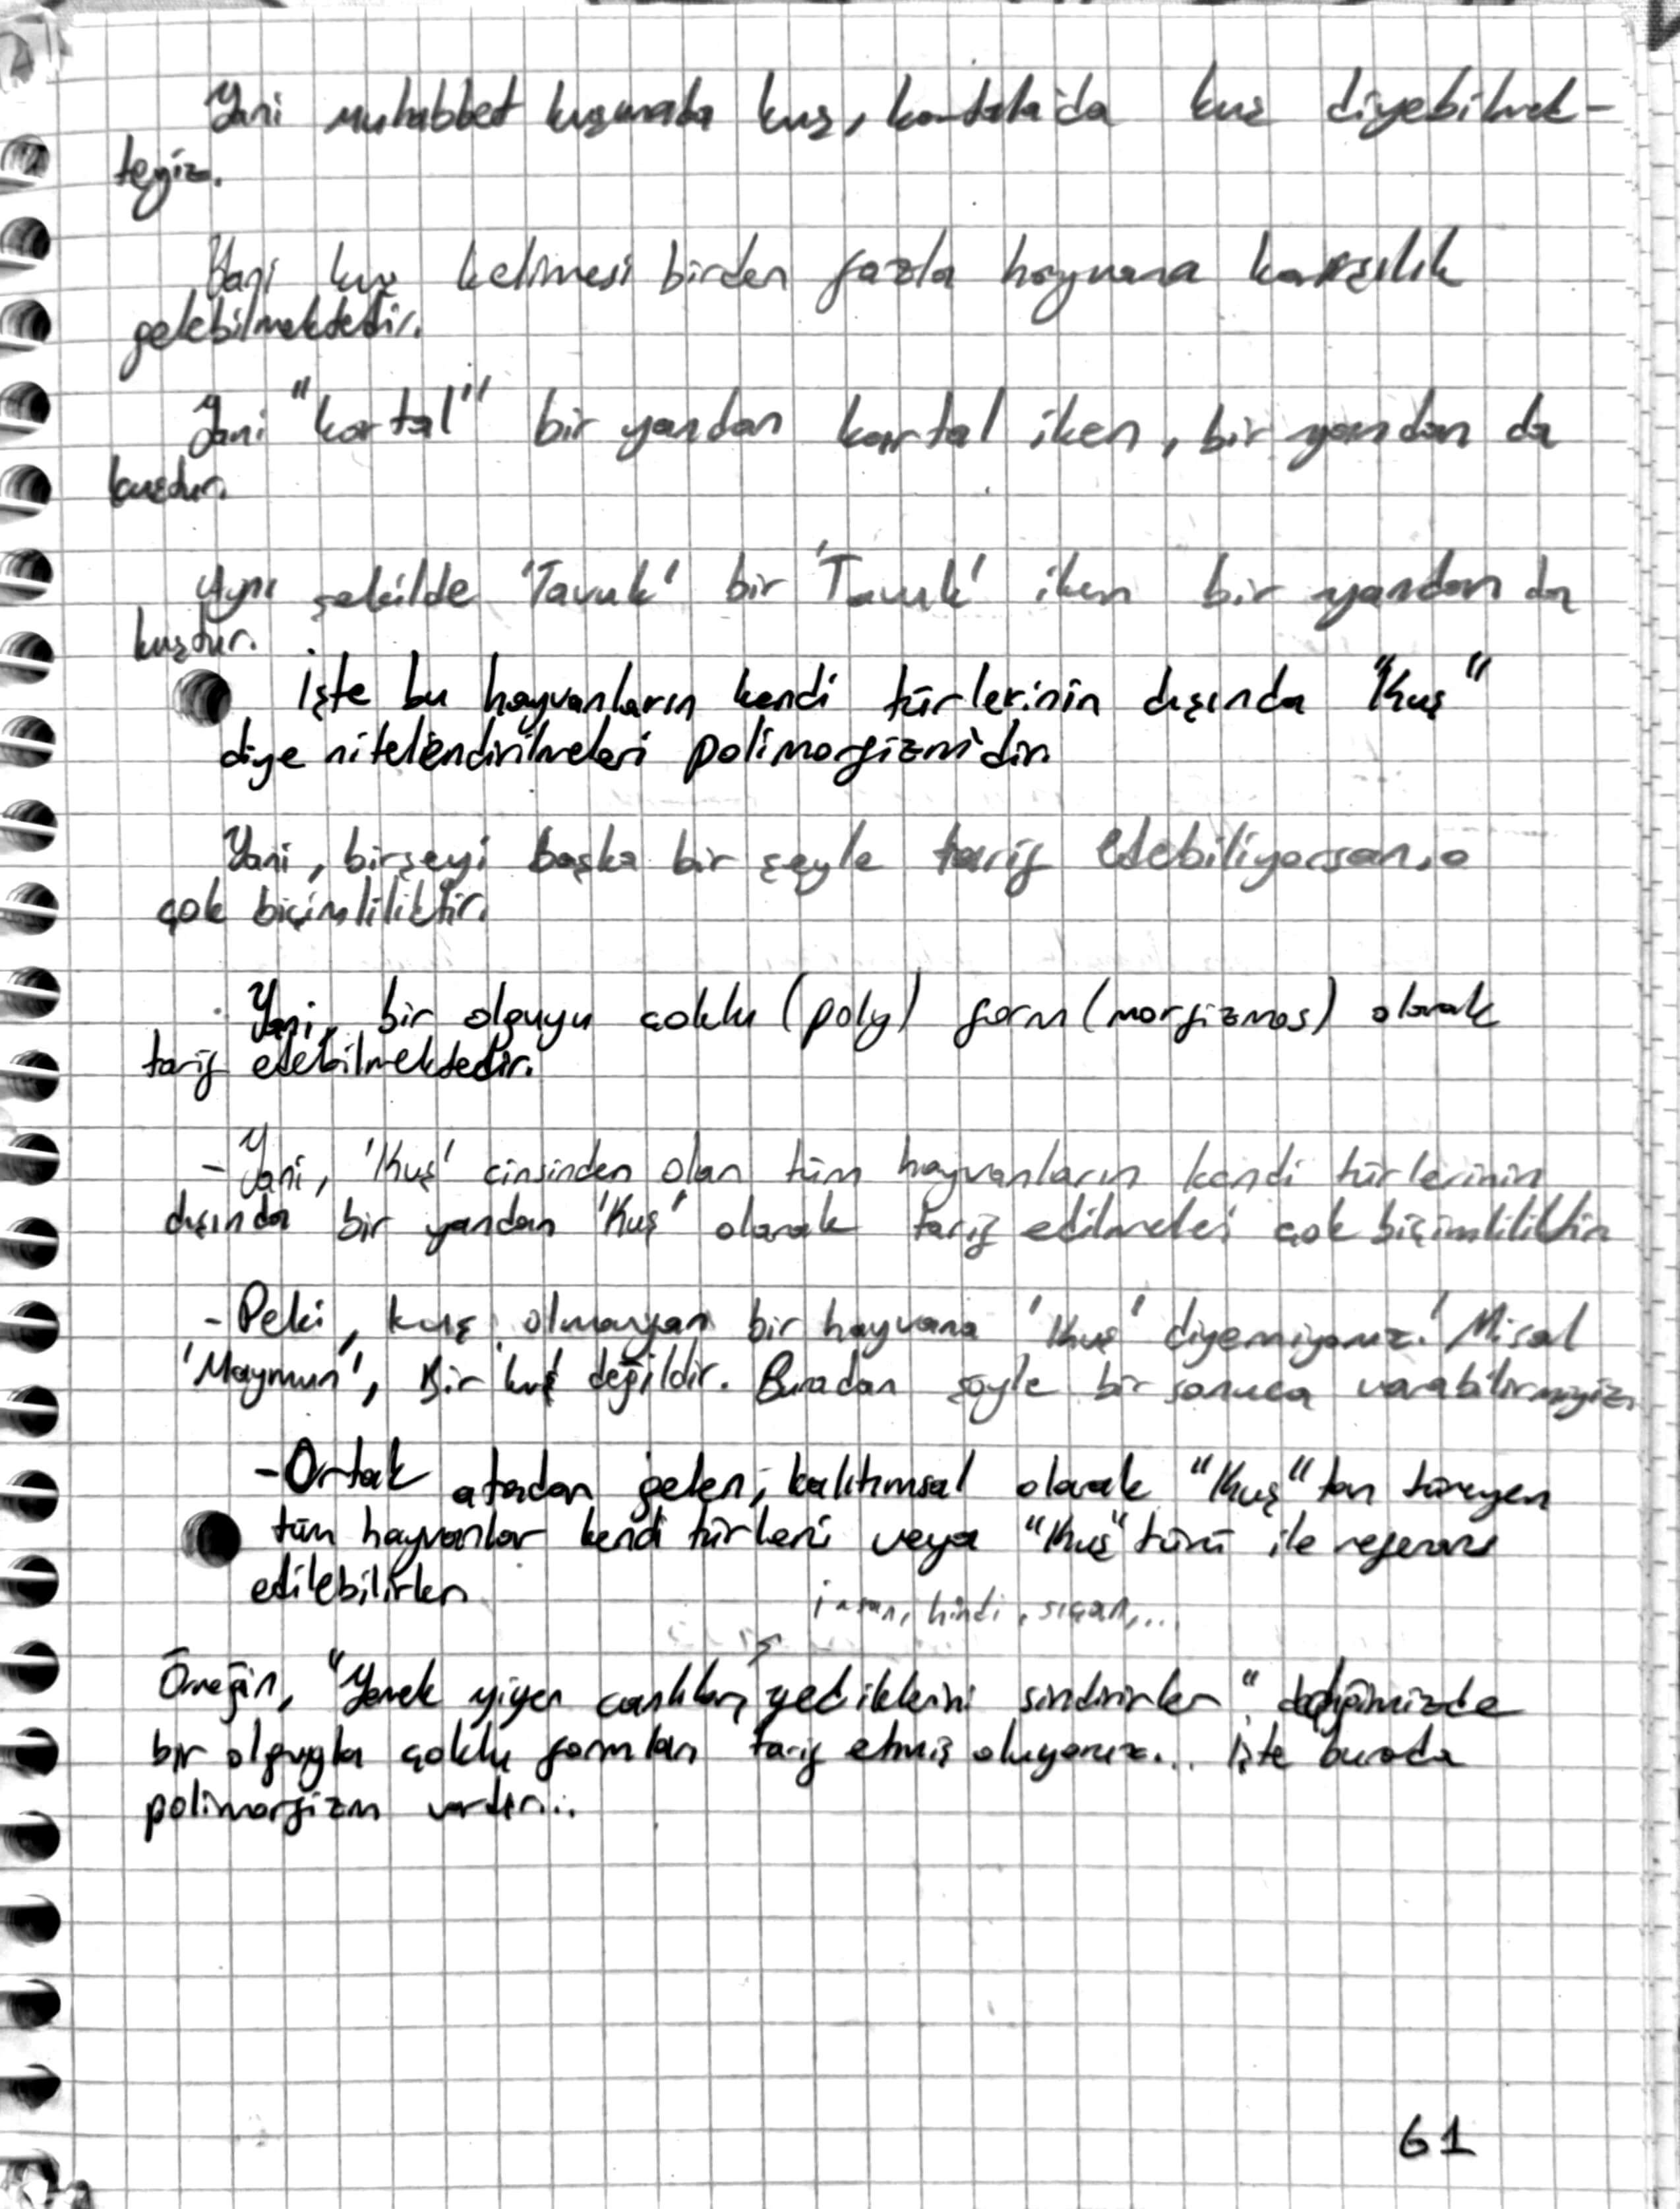 Yani muhabbet kuşunada kuş, kartala'da kuş diyebilmek-
teyiz.
Yani kuş kelimesi birden fazla hayvana karşılık
gelebilmektedir.
Yani "kartal" bir yandan kartal iken, bir yandan da
kuştur.
Aynı şekilde 'Tavuk' bir 'Tavuk' iken bir yandan da
kuştur.
İşte bu hayvanların kendi türlerinin dışında "Kuş"
diye nitelendirilmeleri polimorfizm'dir.
Yani, birşeyi başka bir şeyle tarif edebiliyorsan, o
çok biçimliliktir.
Yani, bir olguyu çoklu (poly) form (morfizmos) olarak
tarif edebilmektedir.
- Yani, 'Kuş' cinsinden olan tüm hayvanların kendi türlerinin
dışında bir yandan 'Kuş' olarak tarif edilmeleri çok biçimliliktir.
- Peki, kuş olmayan bir hayvana 'Kuş' diyemiyoruz! Misal
'Maymun', Bir kuş değildir. Buradan şöyle bir sonuca varabilirmiyiz.
- Ortak atadan gelen, kalıtımsal olarak "Kuş"tan türeyen
tüm hayvanlar kendi türleri veya "Kuş" türü ile referans
edilebilirler.
insan, hindi, sıçan,...
Örneğin, "Yemek yiyen canlılar, yediklerini sindirirler" dediğimizde
bir olguyla çoklu formları tarif etmiş oluyoruz... İşte burada
polimorfizm vardır...
61